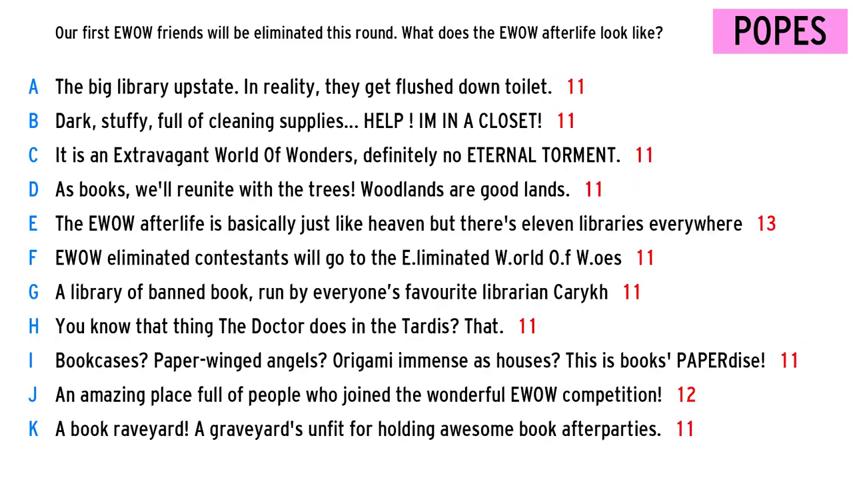 Our first EWOW friends will be eliminated this round. What does the EWOW afterlife look like?
POPES
A The big library upstate. In reality, they get flushed down toilet. 11
B Dark, stuffy, full of cleaning supplies... HELP ! IM IN A CLOSET! 11
C It is an Extravagant World Of Wonders, definitely no ETERNAL TORMENT. 11
D As books, we'll reunite with the trees! Woodlands are good lands. 11
E The EWOW afterlife is basically just like heaven but there's eleven libraries everywhere 13
F EWOW eliminated contestants will go to the E.liminated W.orld O.f W.oes 11
G A library of banned book, run by everyone’s favourite librarian Carykh 11
H You know that thing The Doctor does in the Tardis? That. 11
I Bookcases? Paper-winged angels? Origami immense as houses? This is books' PAPERdise! 11
J An amazing place full of people who joined the wonderful EWOW competition! 12
K A book raveyard! A graveyard's unfit for holding awesome book afterparties. 11